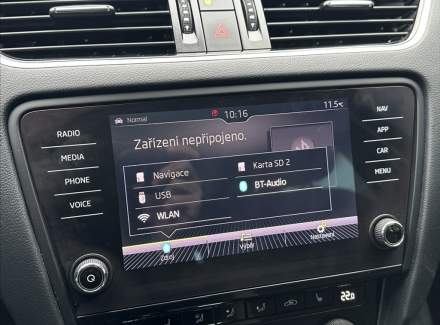 Normal
10:16
11.5°C
Zařízení nepřipojeno.
RADIO
MEDIA
PHONE
VOICE
NAV
APP
CAR
MENU
Navigace
Karta SD 2
USB
BT-Audio
WLAN
Zdroj
Výběr
Nastavení
22.0